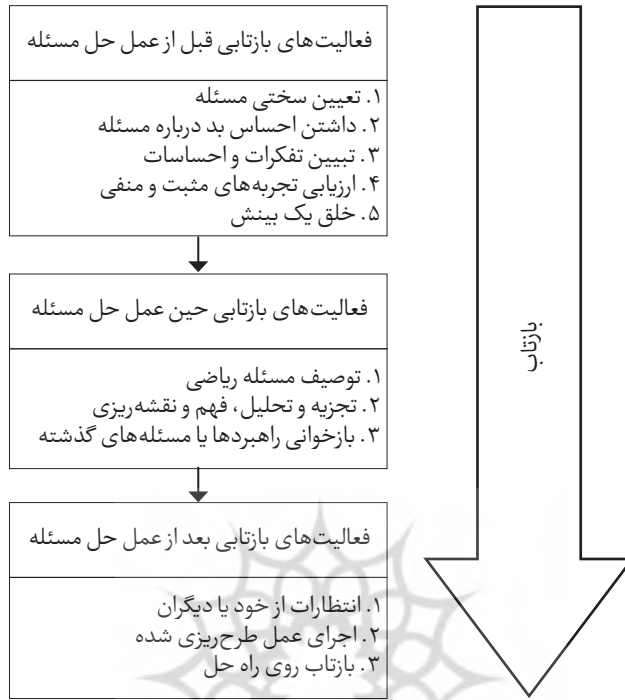 فعالیت‌های بازتابی قبل از عمل حل مسئله
۱. تعیین سختی مسئله
۲. داشتن احساس بد درباره مسئله
۳. تبیین تفکرات و احساسات
۴. ارزیابی تجربه‌های مثبت و منفی
۵. خلق یک بینش
فعالیت‌های بازتابی حین عمل حل مسئله
۱. توصیف مسئله ریاضی
۲. تجزیه و تحلیل، فهم و نقشه‌ریزی
۳. بازخوانی راهبردها یا مسئله‌های گذشته
فعالیت‌های بازتابی بعد از عمل حل مسئله
۱. انتظارات از خود یا دیگران
۲. اجرای عمل طرح‌ریزی شده
۳. بازتاب روی راه حل
بازتاب